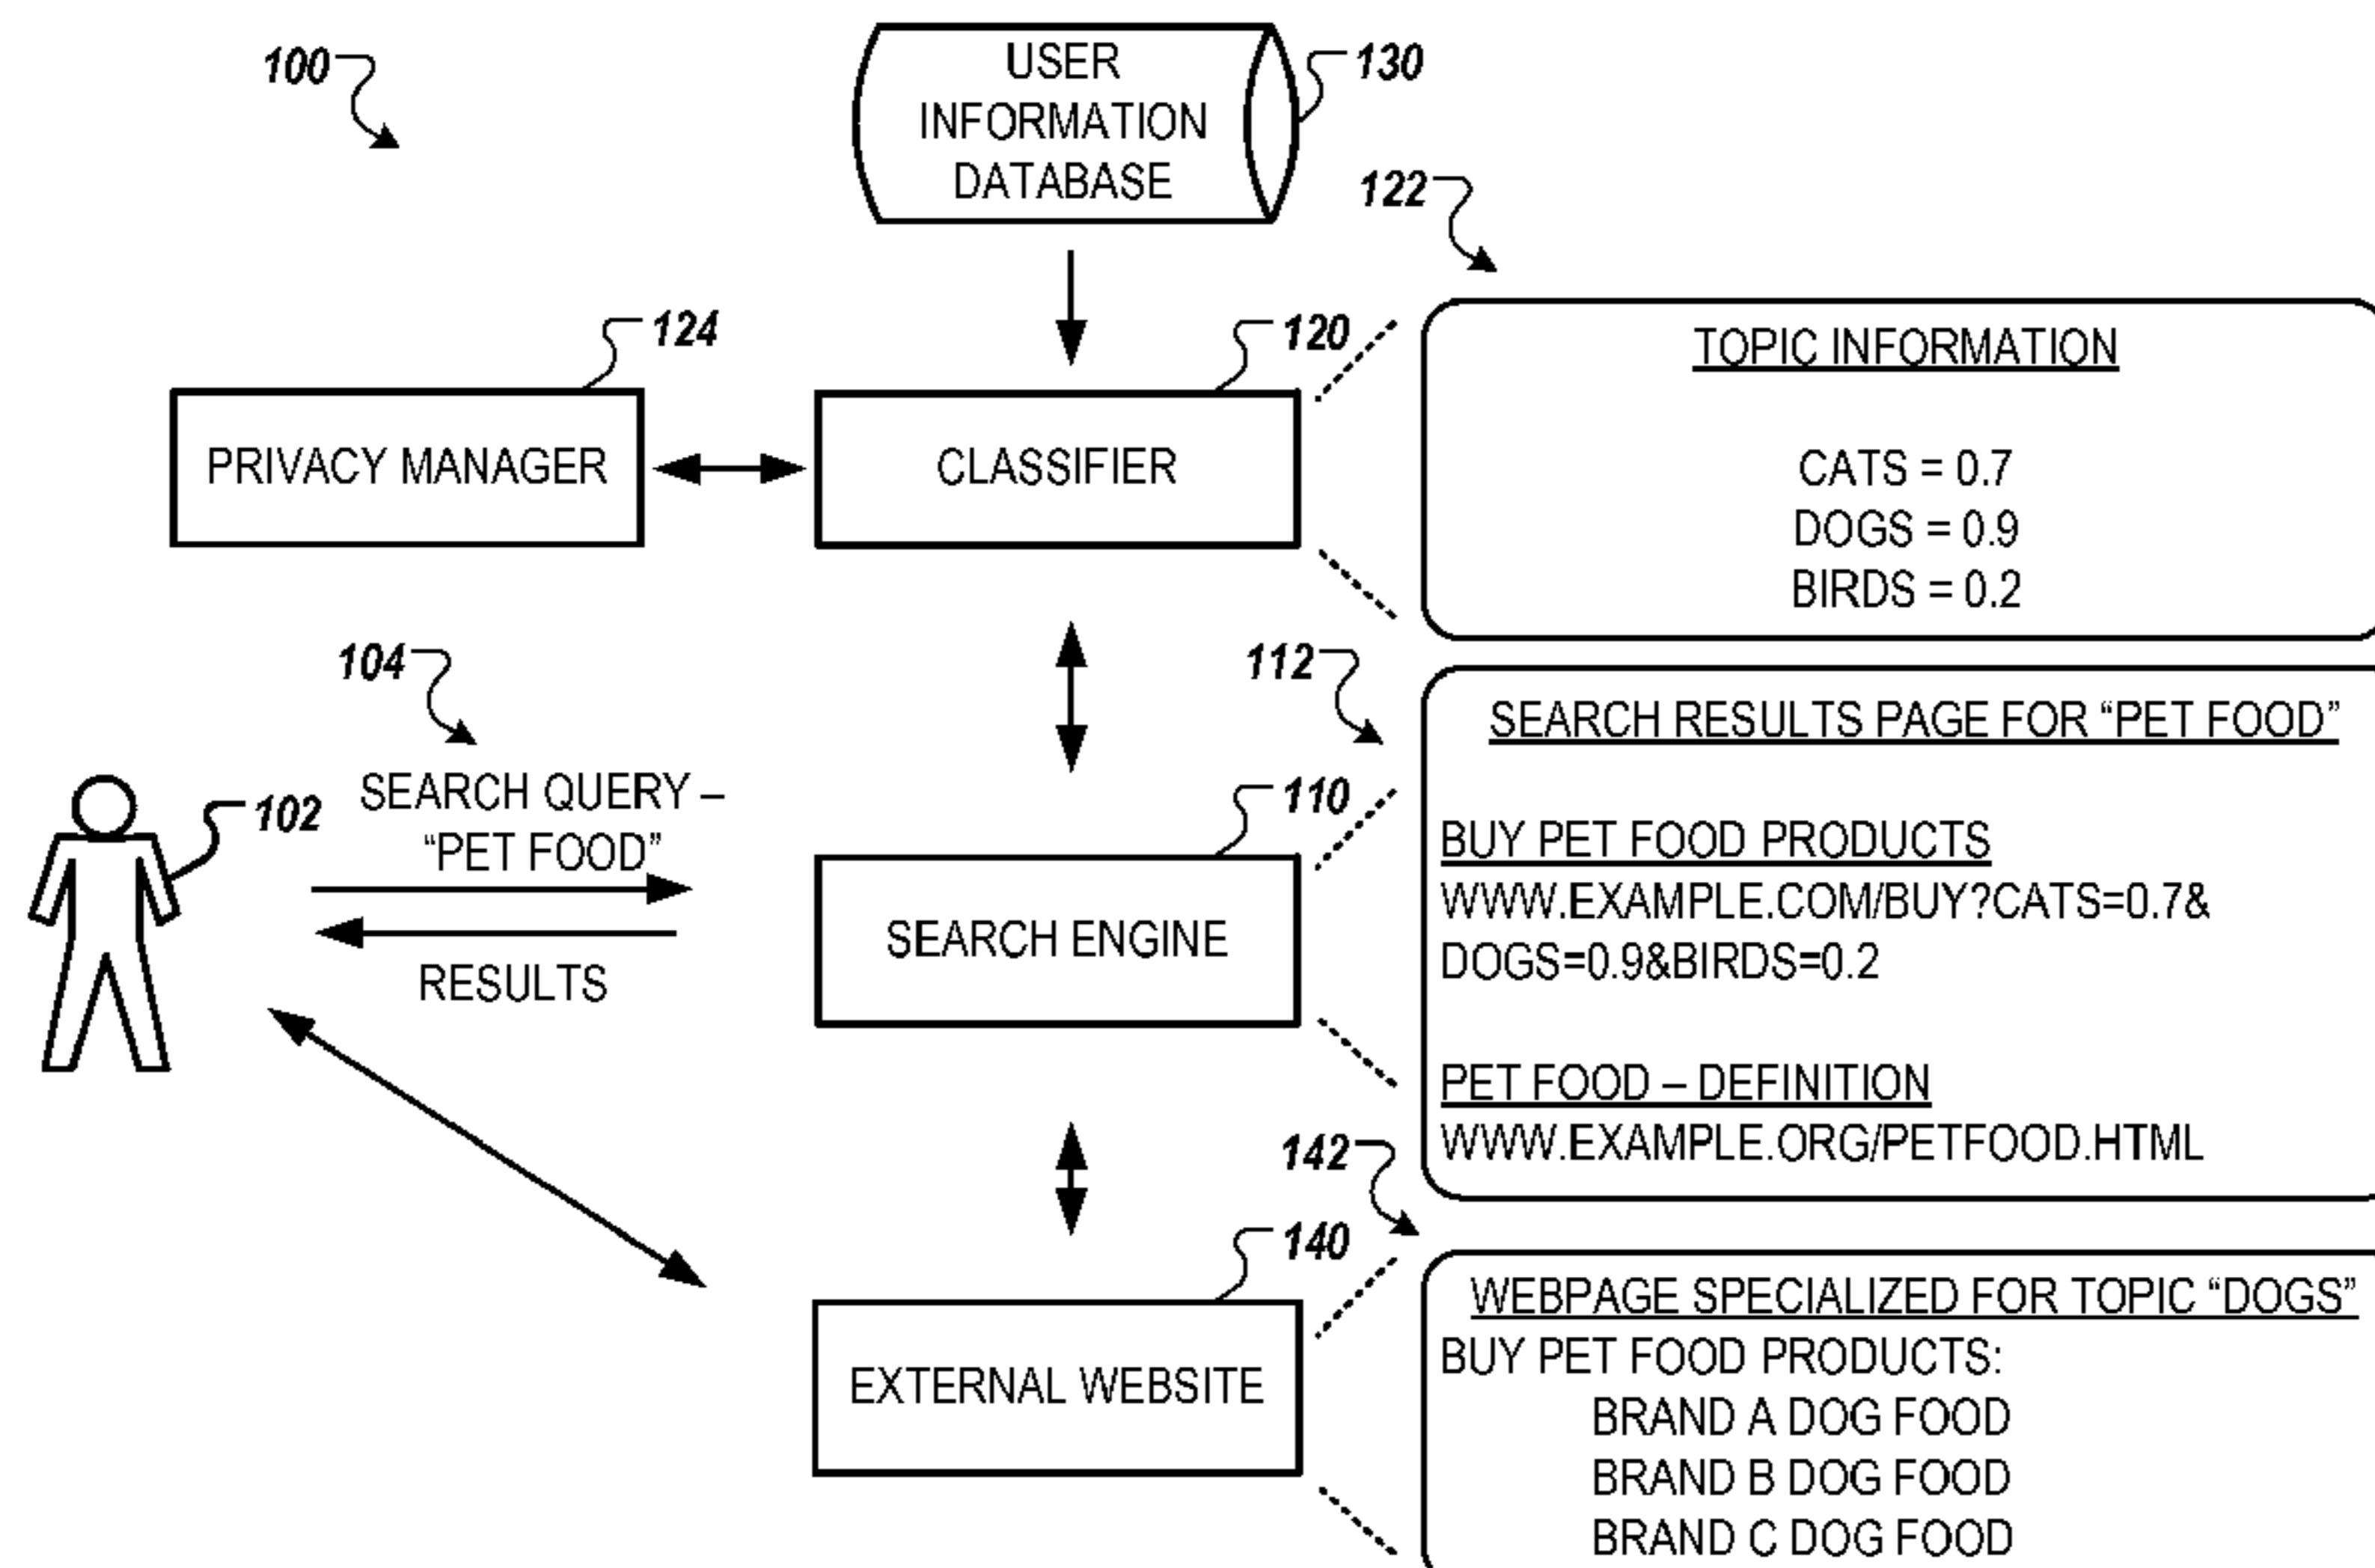 100
USER
INFORMATION
DATABASE
130
122
124
120
PRIVACY MANAGER
CLASSIFIER
TOPIC INFORMATION
CATS = 0.7
DOGS = 0.9
BIRDS = 0.2
104
112
102
SEARCH QUERY –
“PET FOOD”
RESULTS
110
SEARCH ENGINE
SEARCH RESULTS PAGE FOR “PET FOOD”
BUY PET FOOD PRODUCTS
WWW.EXAMPLE.COM/BUY?CATS=0.7&
DOGS=0.9&BIRDS=0.2
PET FOOD – DEFINITION
WWW.EXAMPLE.ORG/PETFOOD.HTML
142
140
EXTERNAL WEBSITE
WEBPAGE SPECIALIZED FOR TOPIC “DOGS”
BUY PET FOOD PRODUCTS:
BRAND A DOG FOOD
BRAND B DOG FOOD
BRAND C DOG FOOD